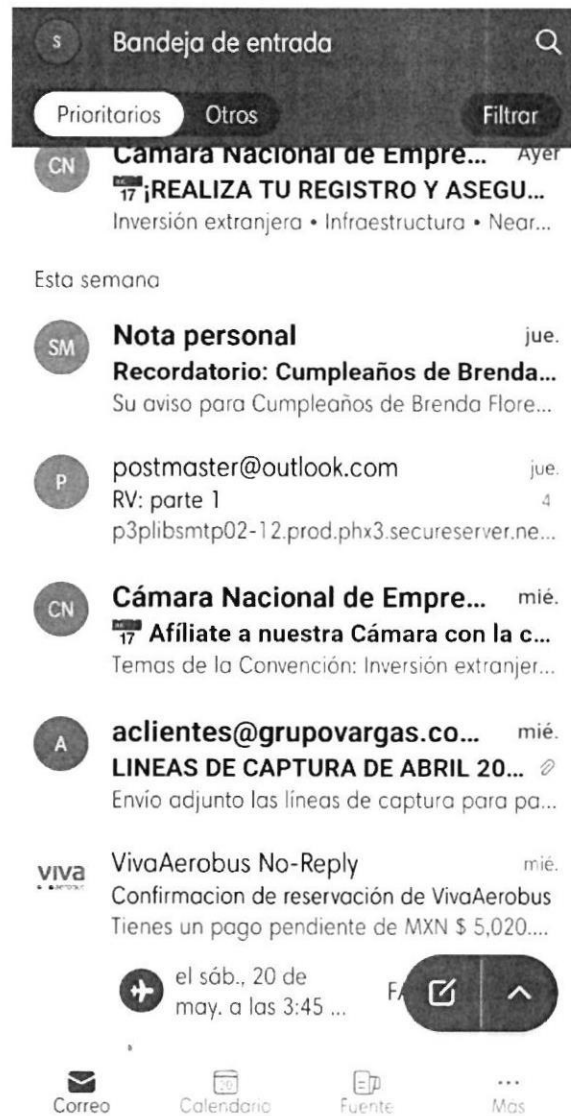 S Bandeja de entrada
Prioritarios Otros Filtrar
CN Cámara Nacional de Empre... Ayer
17 ¡REALIZA TU REGISTRO Y ASEGU...
Inversión extranjera • Infraestructura • Near...
Esta semana
SM Nota personal jue.
Recordatorio: Cumpleaños de Brenda...
Su aviso para Cumpleaños de Brenda Flore...
P postmaster@outlook.com jue.
RV: parte 1 4
p3plibsmtp02-12.prod.phx3.secureserver.ne...
CN Cámara Nacional de Empre... mié.
17 Afíliate a nuestra Cámara con la c...
Temas de la Convención: Inversión extranjer...
A aclientes@grupovargas.co... mié.
LINEAS DE CAPTURA DE ABRIL 20...
Envío adjunto las líneas de captura para pa...
viva VivaAerobus No-Reply mié.
Confirmacion de reservación de VivaAerobus
Tienes un pago pendiente de MXN $ 5,020....
el sáb., 20 de
may. a las 3:45 ...
Correo Calendario Fuente Mas